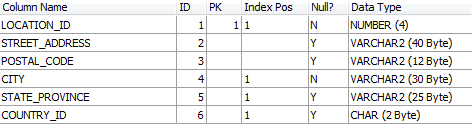 Column Name ID PK Index Pos Null? Data Type
LOCATION_ID 1 1 1 N NUMBER (4)
STREET_ADDRESS 2 Y VARCHAR2 (40 Byte)
POSTAL_CODE 3 Y VARCHAR2 (12 Byte)
CITY 4 1 N VARCHAR2 (30 Byte)
STATE_PROVINCE 5 1 Y VARCHAR2 (25 Byte)
COUNTRY_ID 6 1 Y CHAR (2 Byte)